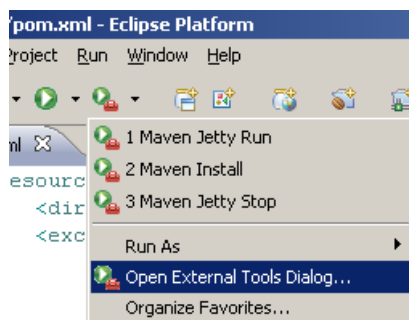 /pom.xml - Eclipse Platform
Project Run Window Help
ml
1 Maven Jetty Run
2 Maven Install
3 Maven Jetty Stop
esourc
<dir
<exc
Run As
Open External Tools Dialog...
Organize Favorites...